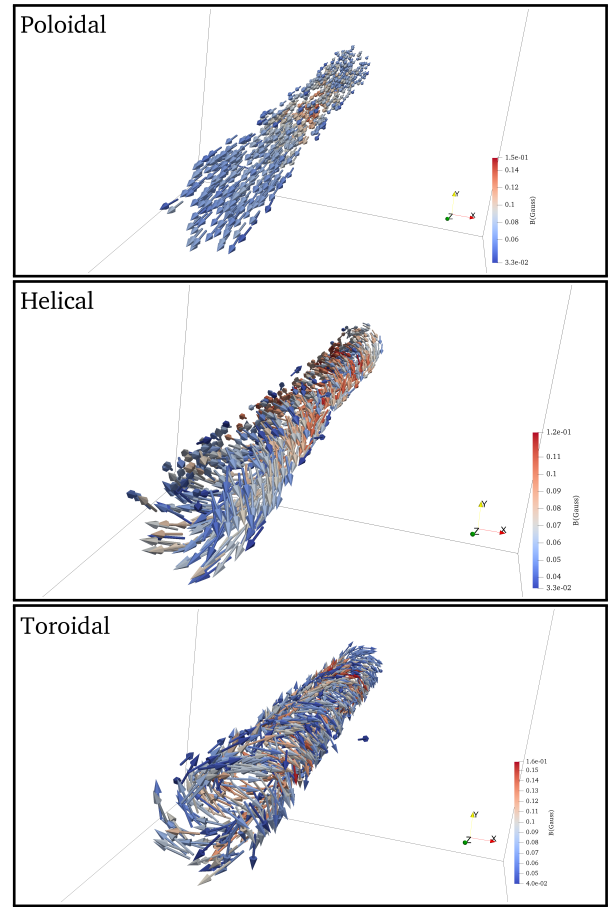 Poloidal
1.5e-01
0.14
0.12
0.1
0.08
0.06
3.3e-02
B(Gauss)
Y
Z
X
Helical
1.2e-01
0.11
0.1
0.09
0.08
0.07
0.06
0.05
0.04
3.3e-02
B(Gauss)
Y
Z
X
Toroidal
1.6e-01
0.15
0.14
0.13
0.12
0.11
0.1
0.09
0.08
0.07
0.06
0.05
4.0e-02
B(Gauss)
Y
Z
X